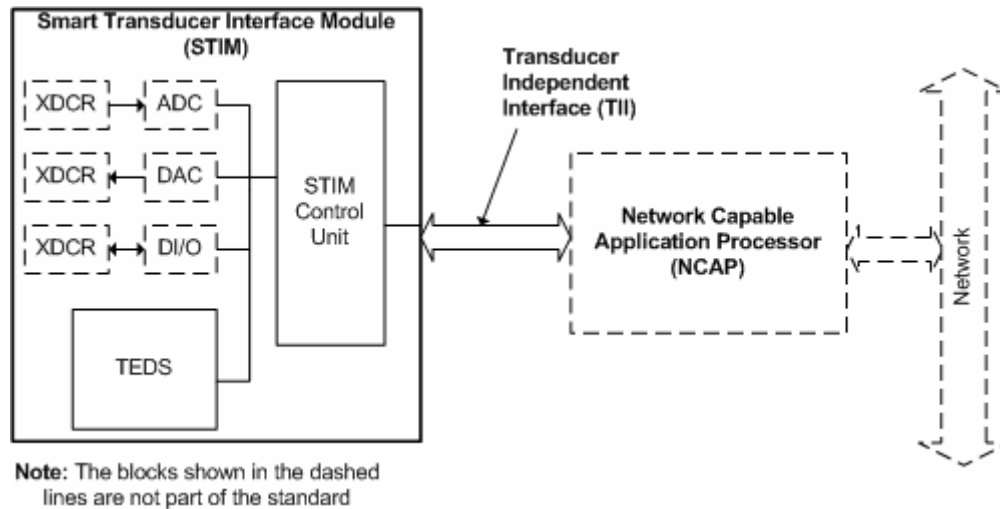 Smart Transducer Interface Module
(STIM)
XDCR
ADC
XDCR
DAC
XDCR
DI/O
TEDS
STIM
Control
Unit
Transducer
Independent
Interface (TII)
Network Capable
Application Processor
(NCAP)
Network
Note: The blocks shown in the dashed
lines are not part of the standard